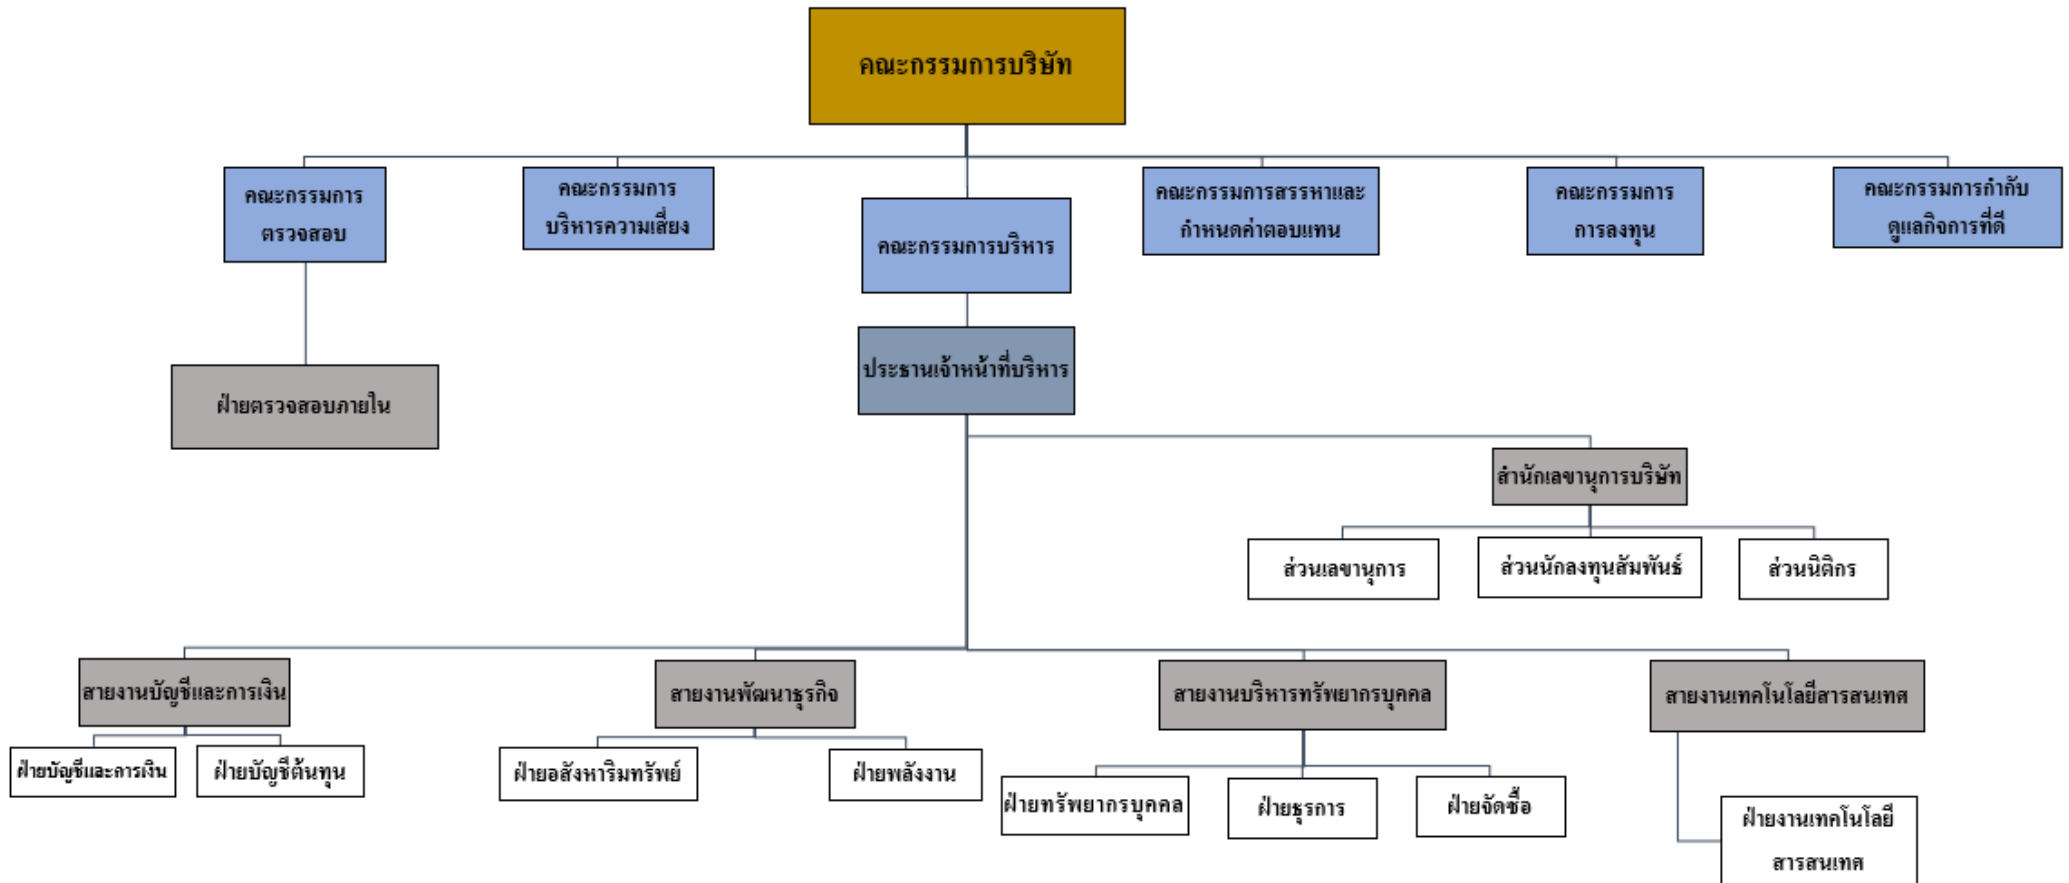 คณะกรรมการบริษัท
คณะกรรมการ
ตรวจสอบ
คณะกรรมการ
บริหารความเสี่ยง
คณะกรรมการบริหาร
คณะกรรมการสรรหาและ
กำหนดค่าตอบแทน
คณะกรรมการ
การลงทุน
คณะกรรมการกำกับ
ดูแลกิจการที่ดี
ประธานเจ้าหน้าที่บริหาร
ฝ่ายตรวจสอบภายใน
สำนักเลขานุการบริษัท
ส่วนเลขานุการ
ส่วนนักลงทุนสัมพันธ์
ส่วนนิติกร
สายงานบัญชีและการเงิน
สายงานพัฒนาธุรกิจ
สายงานบริหารทรัพยากรบุคคล
สายงานเทคโนโลยีสารสนเทศ
ฝ่ายบัญชีและการเงิน
ฝ่ายบัญชีต้นทุน
ฝ่ายอสังหาริมทรัพย์
ฝ่ายพลังงาน
ฝ่ายทรัพยากรบุคคล
ฝ่ายธุรการ
ฝ่ายจัดซื้อ
ฝ่ายงานเทคโนโลยี
สารสนเทศ